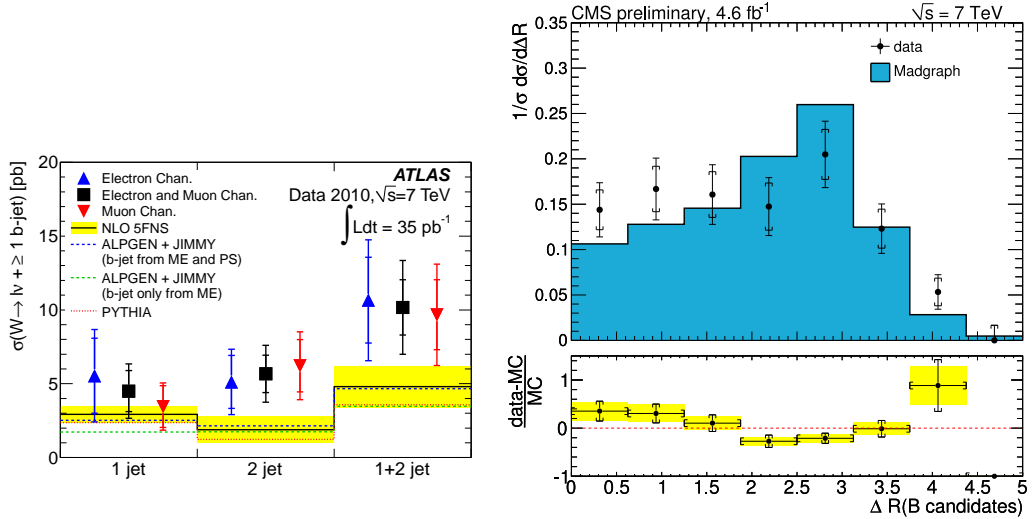 σ(W→ lν + ≥ 1 b-jet) [pb]
20
15
10
5
0
ATLAS
Data 2010, √s=7 TeV
∫ Ldt = 35 pb⁻¹
Electron Chan.
Electron and Muon Chan.
Muon Chan.
NLO 5FNS
ALPGEN + JIMMY
(b-jet from ME and PS)
ALPGEN + JIMMY
(b-jet only from ME)
PYTHIA
1 jet 2 jet 1+2 jet
CMS preliminary, 4.6 fb⁻¹ √s = 7 TeV
1/σ dσ/dΔR
0.35
0.3
0.25
0.2
0.15
0.1
0.05
0
data
Madgraph
data-MC
MC
1
0
-1
0 0.5 1 1.5 2 2.5 3 3.5 4 4.5 5
Δ R(B candidates)